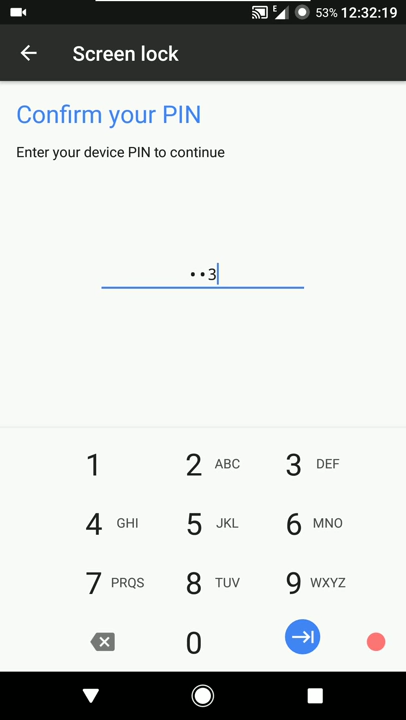 E 53% 12:32:19
Screen lock
Confirm your PIN
Enter your device PIN to continue
••3
1 2 ABC 3 DEF
4 GHI 5 JKL 6 MNO
7 PRQS 8 TUV 9 WXYZ
0